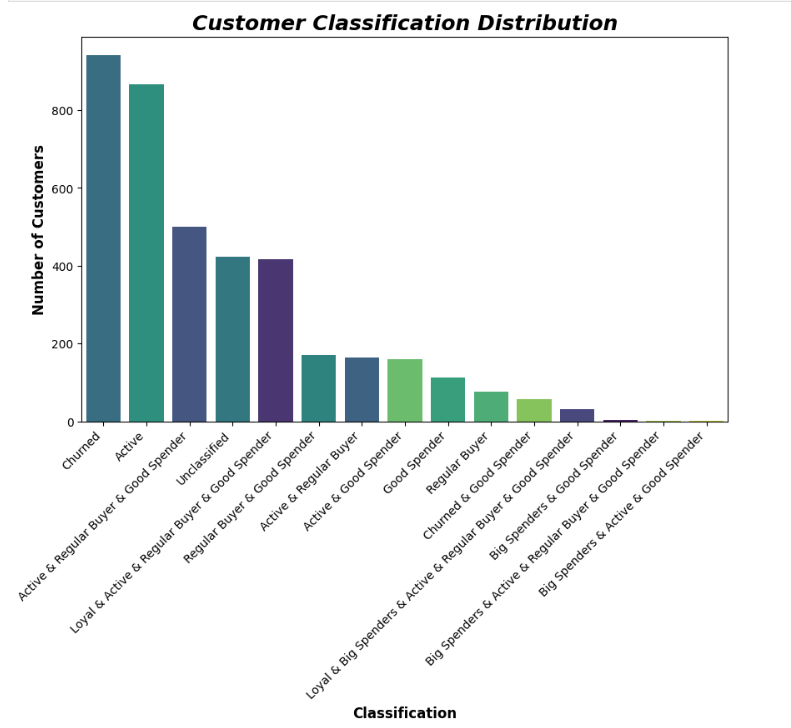 Customer Classification Distribution
Number of Customers
800
600
400
200
0
Churned
Active
Active & Regular Buyer & Good Spender
Unclassified
Loyal & Active & Regular Buyer & Good Spender
Regular Buyer & Good Spender
Active & Regular Buyer
Active & Good Spender
Good Spender
Regular Buyer
Churned & Good Spender
Loyal & Big Spenders & Active & Regular Buyer & Good Spender
Big Spenders & Good Spender
Big Spenders & Active & Regular Buyer & Good Spender
Big Spenders & Active & Good Spender
Classification